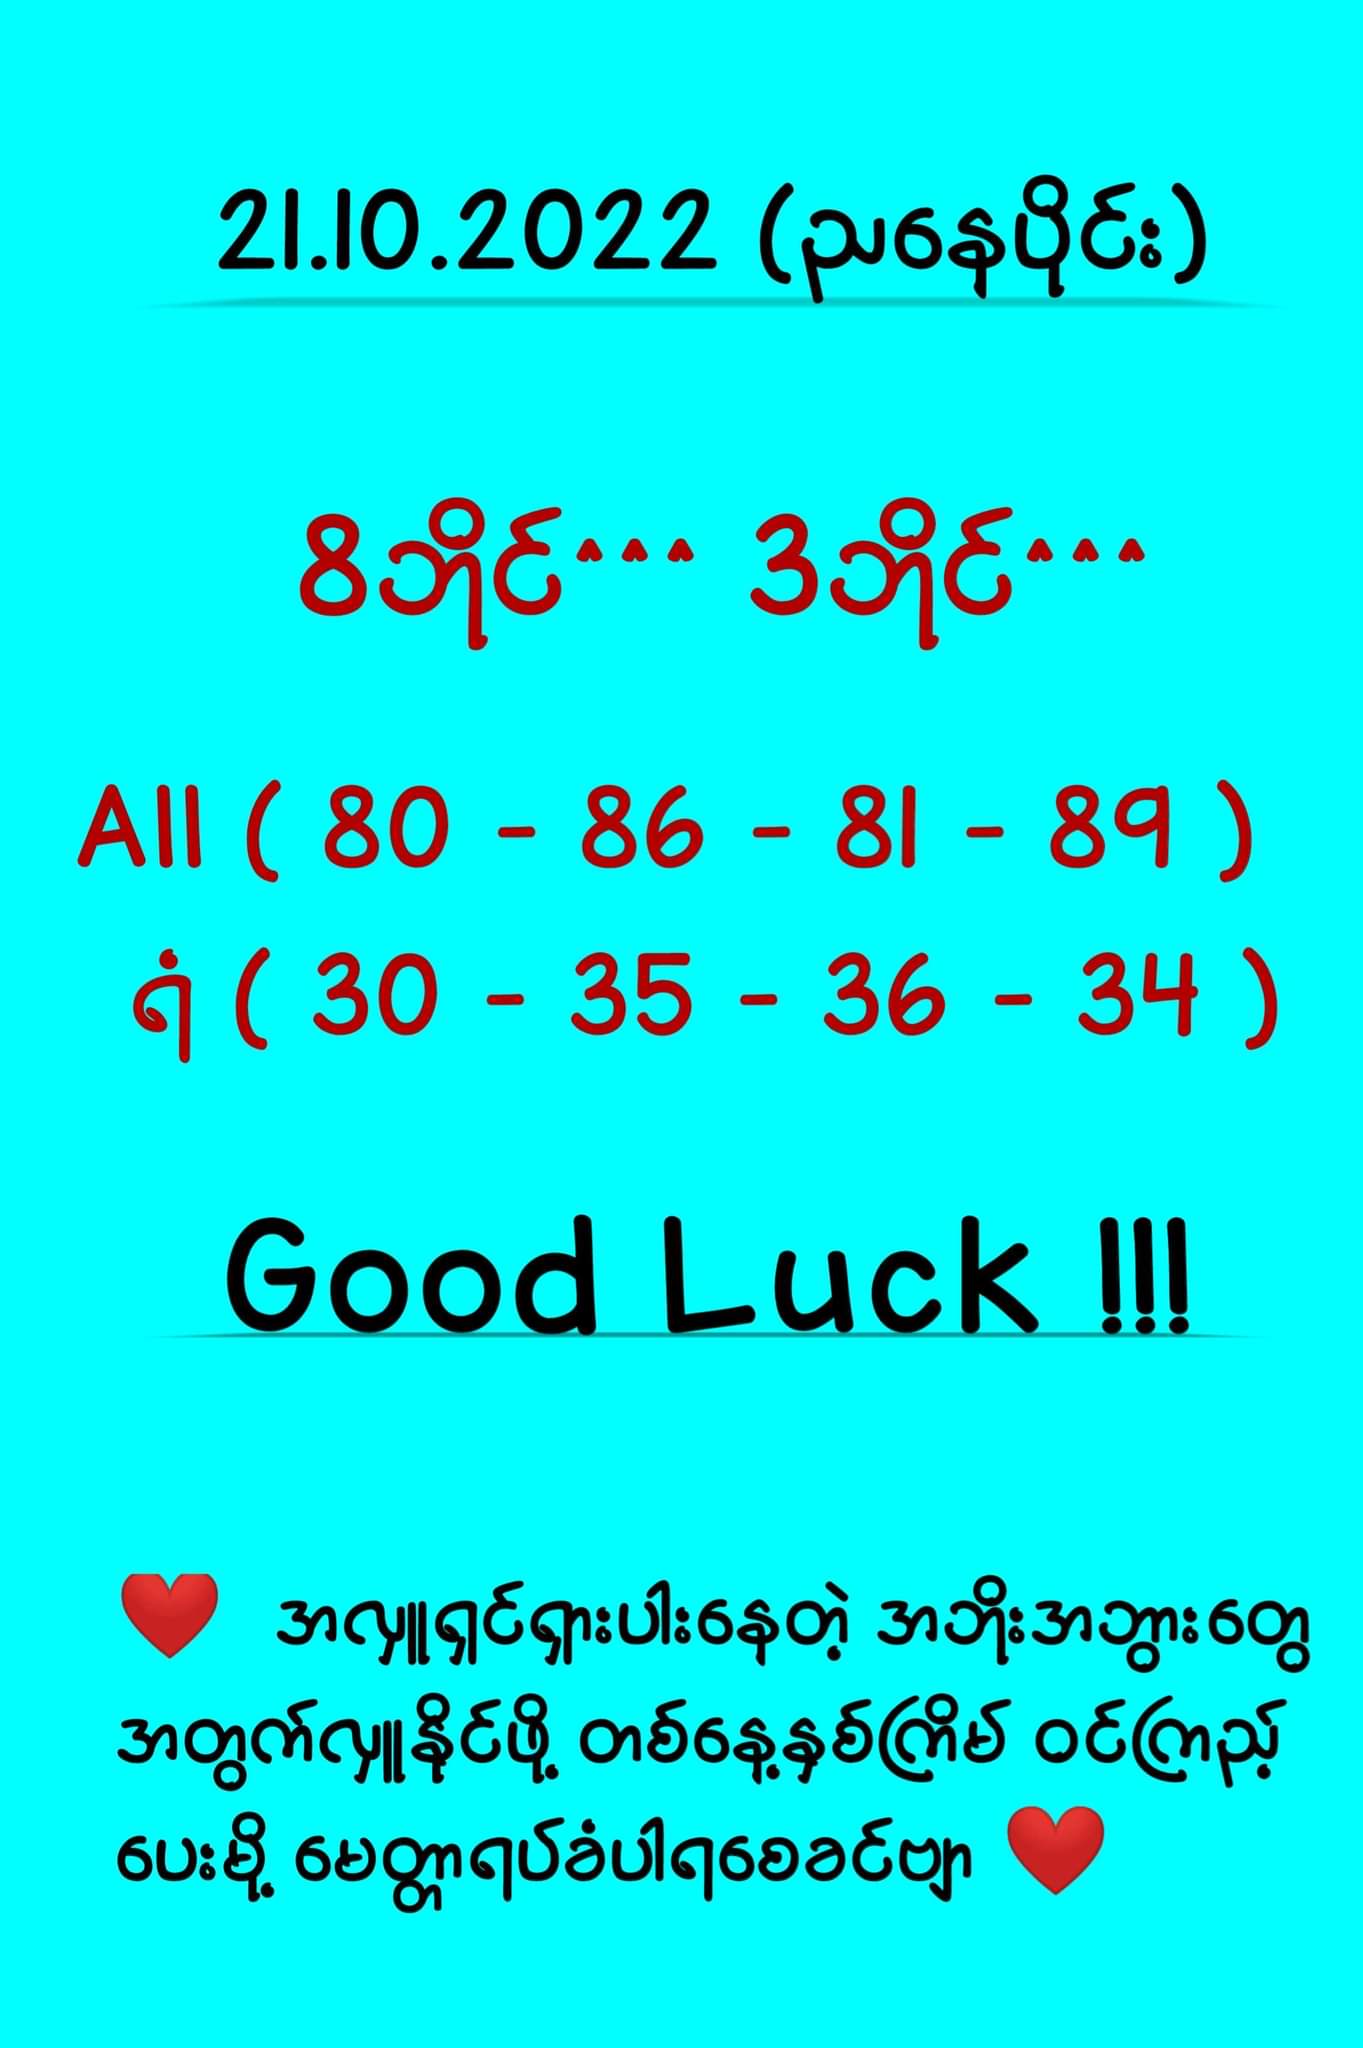 21.10.2022 (ညနေပိုင်း)
8ဘိုင်^^^ 3ဘိုင်^^^
All ( 80 - 86 - 81 - 89 )
ရံ ( 30 - 35 - 36 - 34 )
Good Luck !!!
❤️ အလှူရှင်ရှားပါးနေတဲ့ အဘိုးအဘွားတွေ
အတွက်လှူနိုင်ဖို့ တစ်နေ့နှစ်ကြိမ် ဝင်ကြည့်
ပေးဖို့ မေတ္တာရပ်ခံပါရစေခင်ဗျာ ❤️